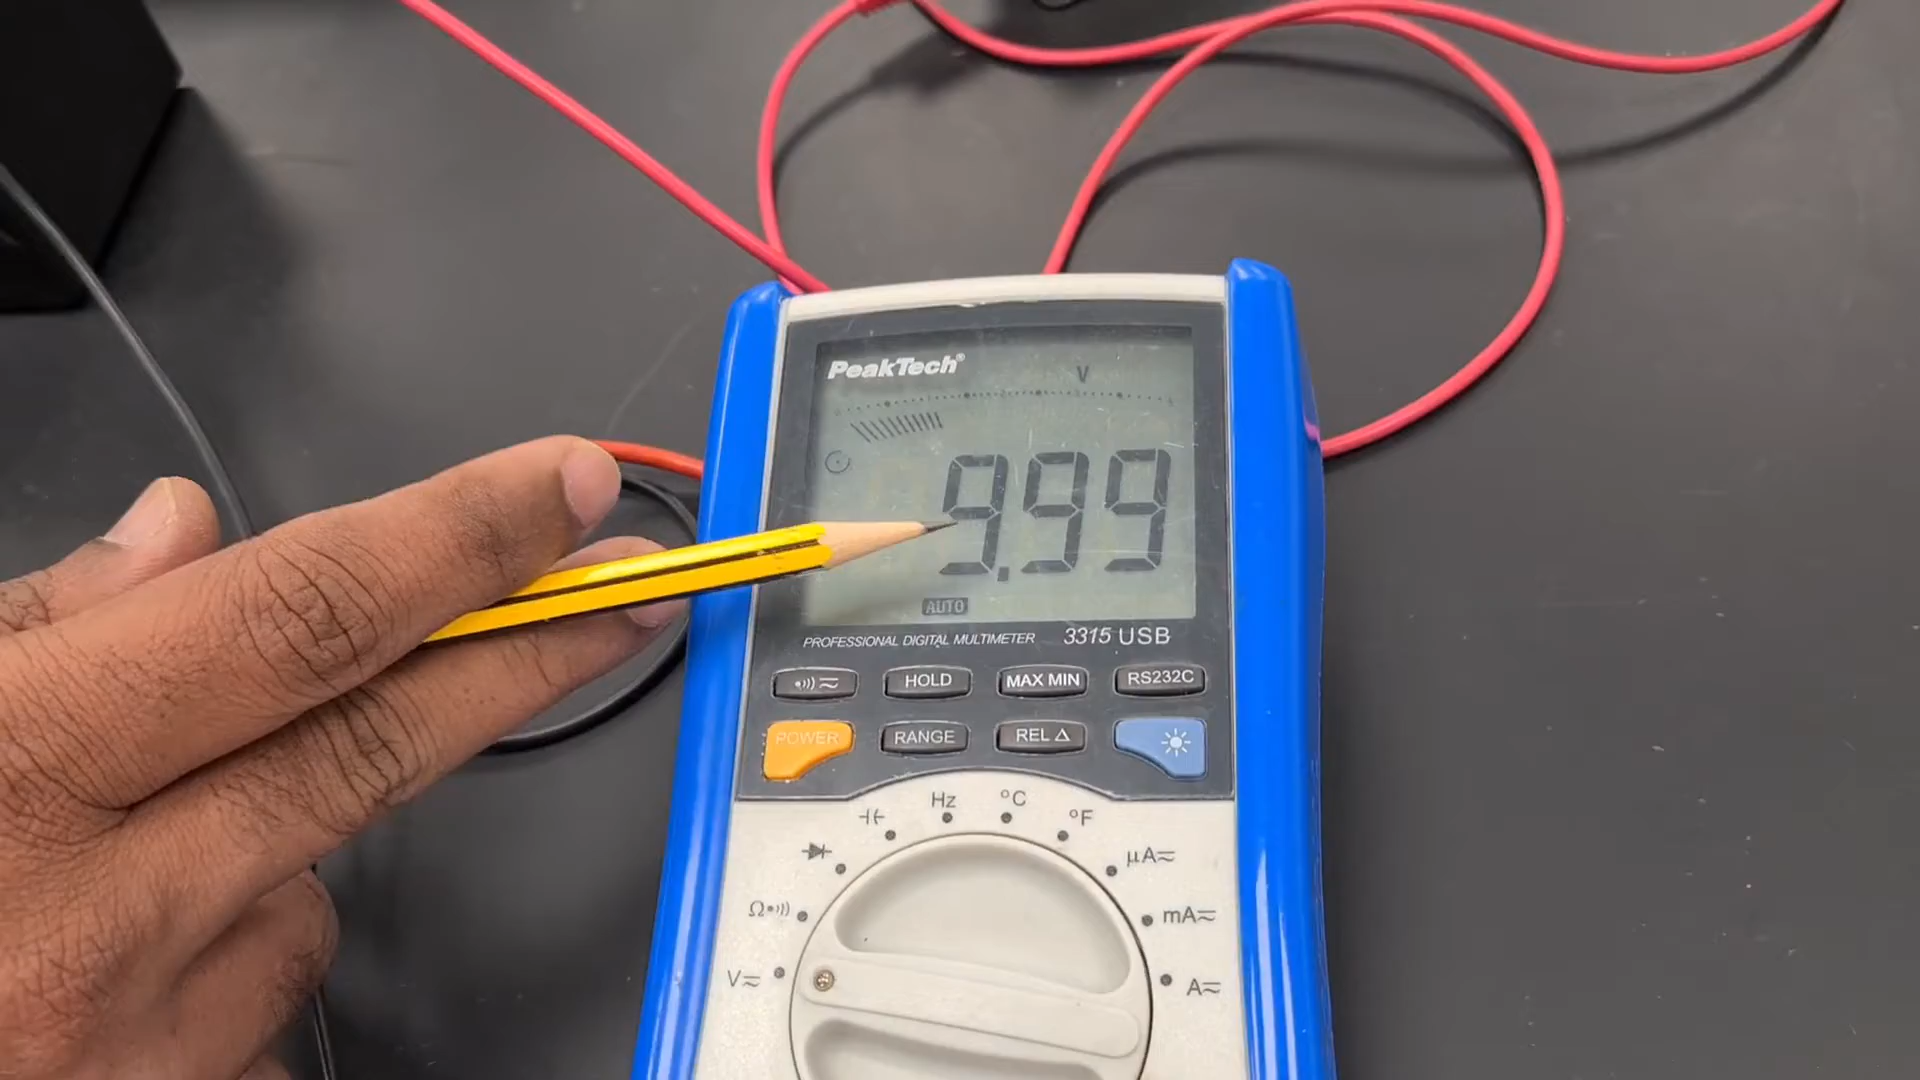 PeakTech®
V
9.99
AUTO
PROFESSIONAL DIGITAL MULTIMETER 3315 USB
HOLD MAX MIN RS232C
POWER RANGE REL Δ
Hz °C °F
µA
Ω mA
V A